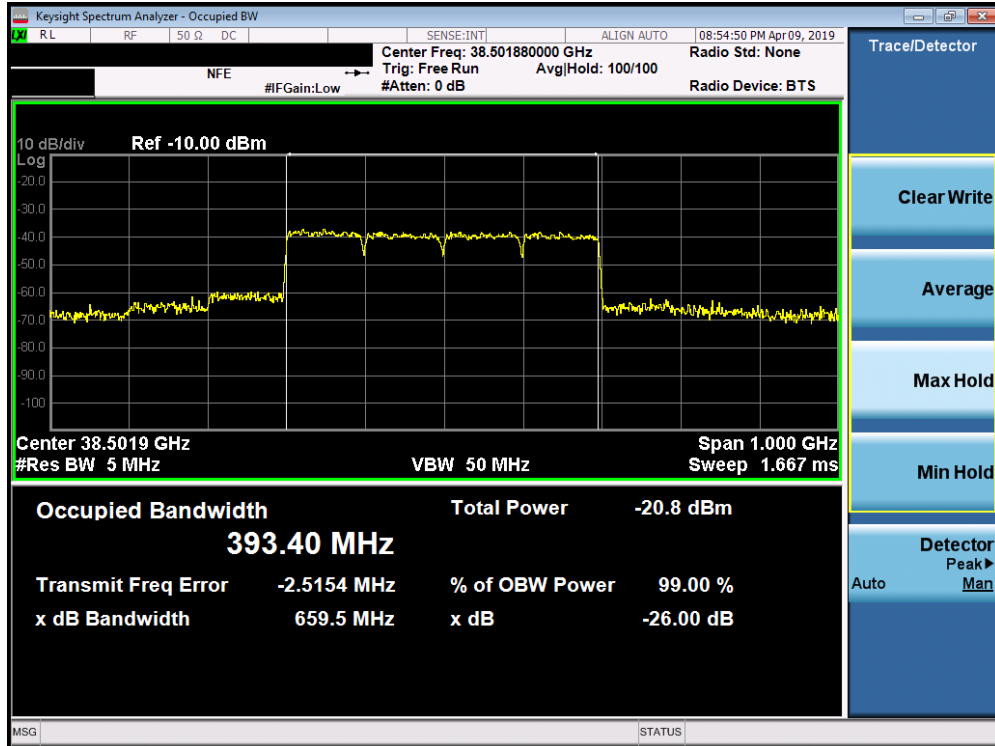 Keysight Spectrum Analyzer - Occupied BW
LXI RL RF 50 Ω DC SENSE:INT ALIGN AUTO 08:54:50 PM Apr 09, 2019
Center Freq: 38.501880000 GHz Radio Std: None
NFE Trig: Free Run Avg|Hold: 100/100
#IFGain:Low #Atten: 0 dB Radio Device: BTS
10 dB/div Ref -10.00 dBm
Log
-20.0
-30.0
-40.0
-50.0
-60.0
-70.0
-80.0
-90.0
-100
Center 38.5019 GHz Span 1.000 GHz
#Res BW 5 MHz VBW 50 MHz Sweep 1.667 ms
Occupied Bandwidth Total Power -20.8 dBm
393.40 MHz
Transmit Freq Error -2.5154 MHz % of OBW Power 99.00 %
x dB Bandwidth 659.5 MHz x dB -26.00 dB
MSG STATUS
Trace/Detector
Clear Write
Average
Max Hold
Min Hold
Detector
Peak
Auto Man